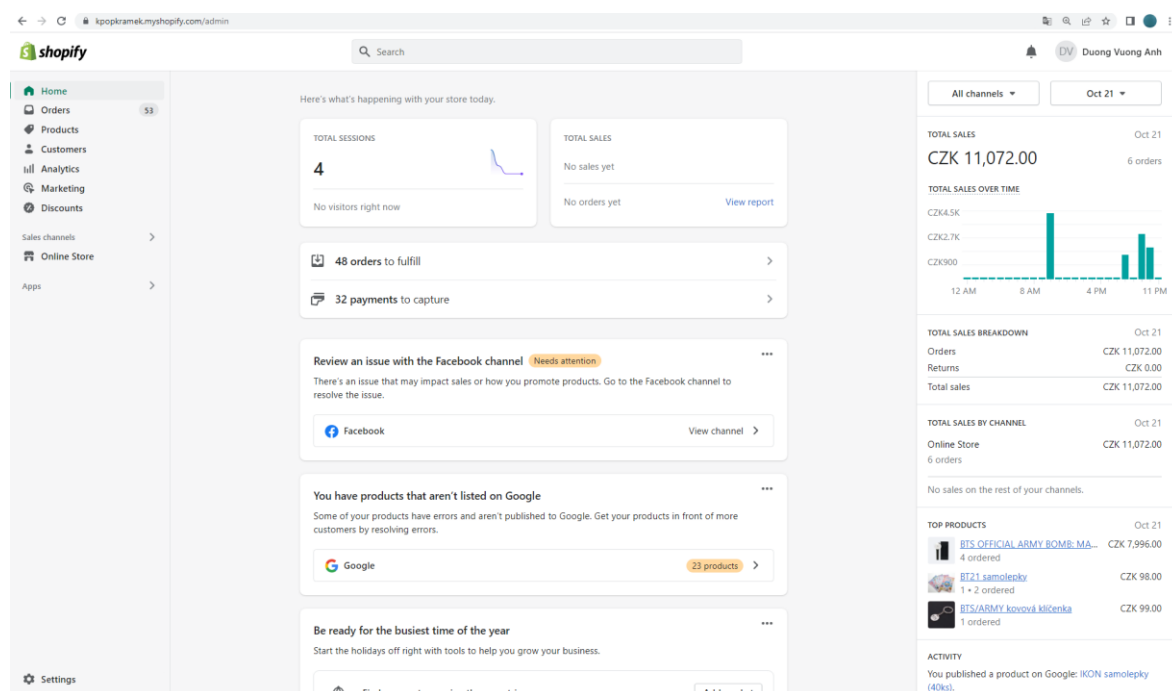 kpopkramek.myshopify.com/admin
shopify
Search
DV Duong Vuong Anh
Home
Orders 53
Products
Customers
Analytics
Marketing
Discounts
Sales channels
Online Store
Apps
Settings
Here's what's happening with your store today.
TOTAL SESSIONS
4
No visitors right now
TOTAL SALES
No sales yet
No orders yet View report
48 orders to fulfill
32 payments to capture
Review an issue with the Facebook channel Needs attention
There's an issue that may impact sales or how you promote products. Go to the Facebook channel to
resolve the issue.
Facebook View channel
You have products that aren't listed on Google
Some of your products have errors and aren't published to Google. Get your products in front of more
customers by resolving errors.
Google 23 products
Be ready for the busiest time of the year
Start the holidays off right with tools to help you grow your business.
All channels Oct 21
TOTAL SALES Oct 21
CZK 11,072.00 6 orders
TOTAL SALES OVER TIME
CZK4.5K
CZK2.7K
CZK900
12 AM 8 AM 4 PM 11 PM
TOTAL SALES BREAKDOWN Oct 21
Orders CZK 11,072.00
Returns CZK 0.00
Total sales CZK 11,072.00
TOTAL SALES BY CHANNEL Oct 21
Online Store CZK 11,072.00
6 orders
No sales on the rest of your channels.
TOP PRODUCTS Oct 21
BTS OFFICIAL ARMY BOMB: MA... CZK 7,996.00
4 ordered
BT21 samolepky CZK 98.00
1 • 2 ordered
BTS/ARMY kovová klíčenka CZK 99.00
1 ordered
ACTIVITY
You published a product on Google: IKON samolepky
(40ks).